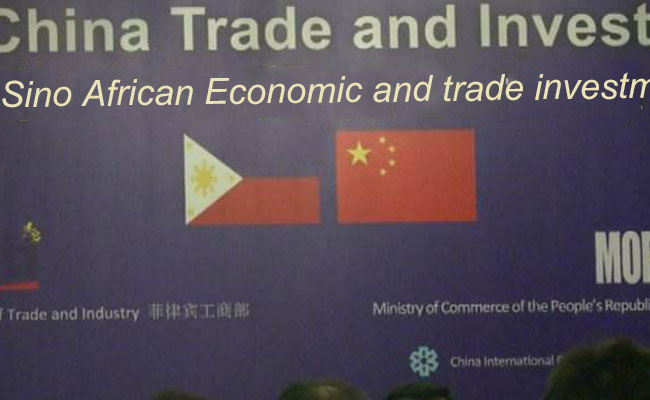 China Trade and Invest
Sino African Economic and trade investm
MO
f Trade and Industry 菲律宾工商部
Ministry of Commerce of the People's Republi
China International